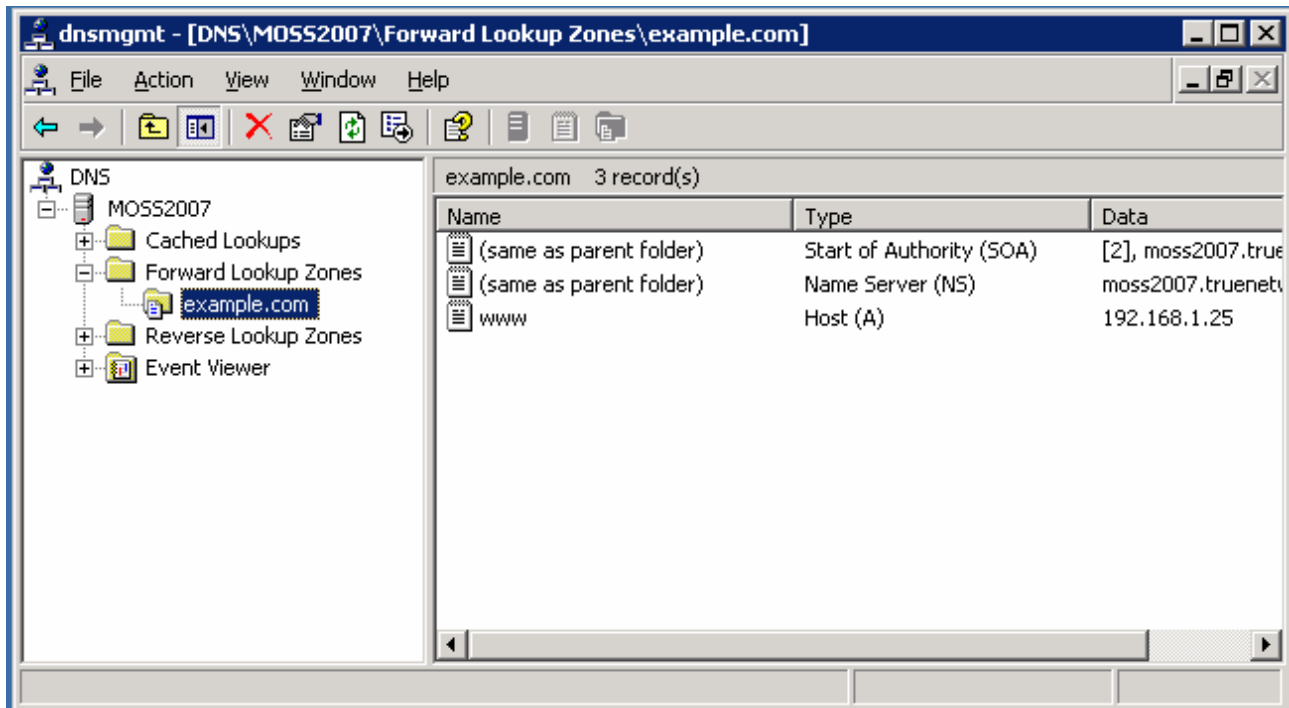 dnsmgmt - [DNS\MOSS2007\Forward Lookup Zones\example.com]
File Action View Window Help
DNS
MOSS2007
Cached Lookups
Forward Lookup Zones
example.com
Reverse Lookup Zones
Event Viewer
example.com 3 record(s)
Name Type Data
(same as parent folder) Start of Authority (SOA) [2], moss2007.true
(same as parent folder) Name Server (NS) moss2007.truenet
www Host (A) 192.168.1.25